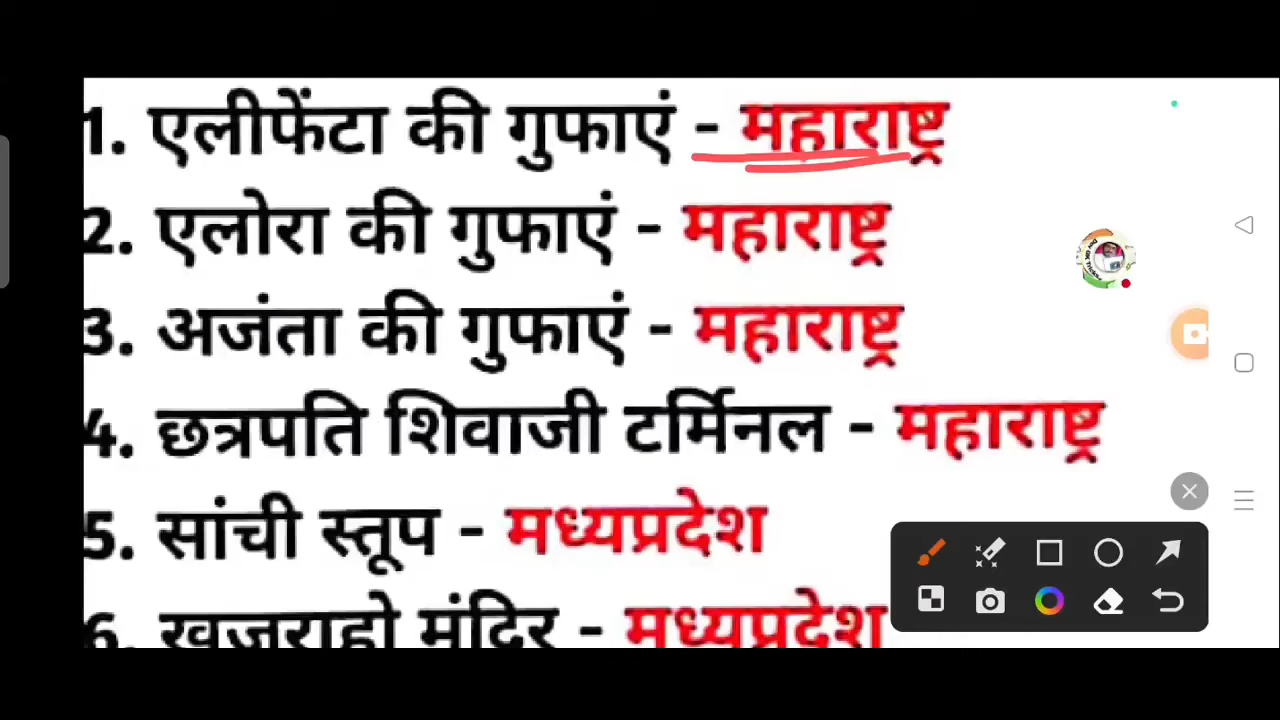 1. एलीफेंटा की गुफाएं - महाराष्ट्र
2. एलोरा की गुफाएं - महाराष्ट्र
3. अजंता की गुफाएं - महाराष्ट्र
4. छत्रपति शिवाजी टर्मिनल - महाराष्ट्र
5. सांची स्तूप - मध्यप्रदेश
6. खजुराहो मंदिर - मध्यप्रदेश